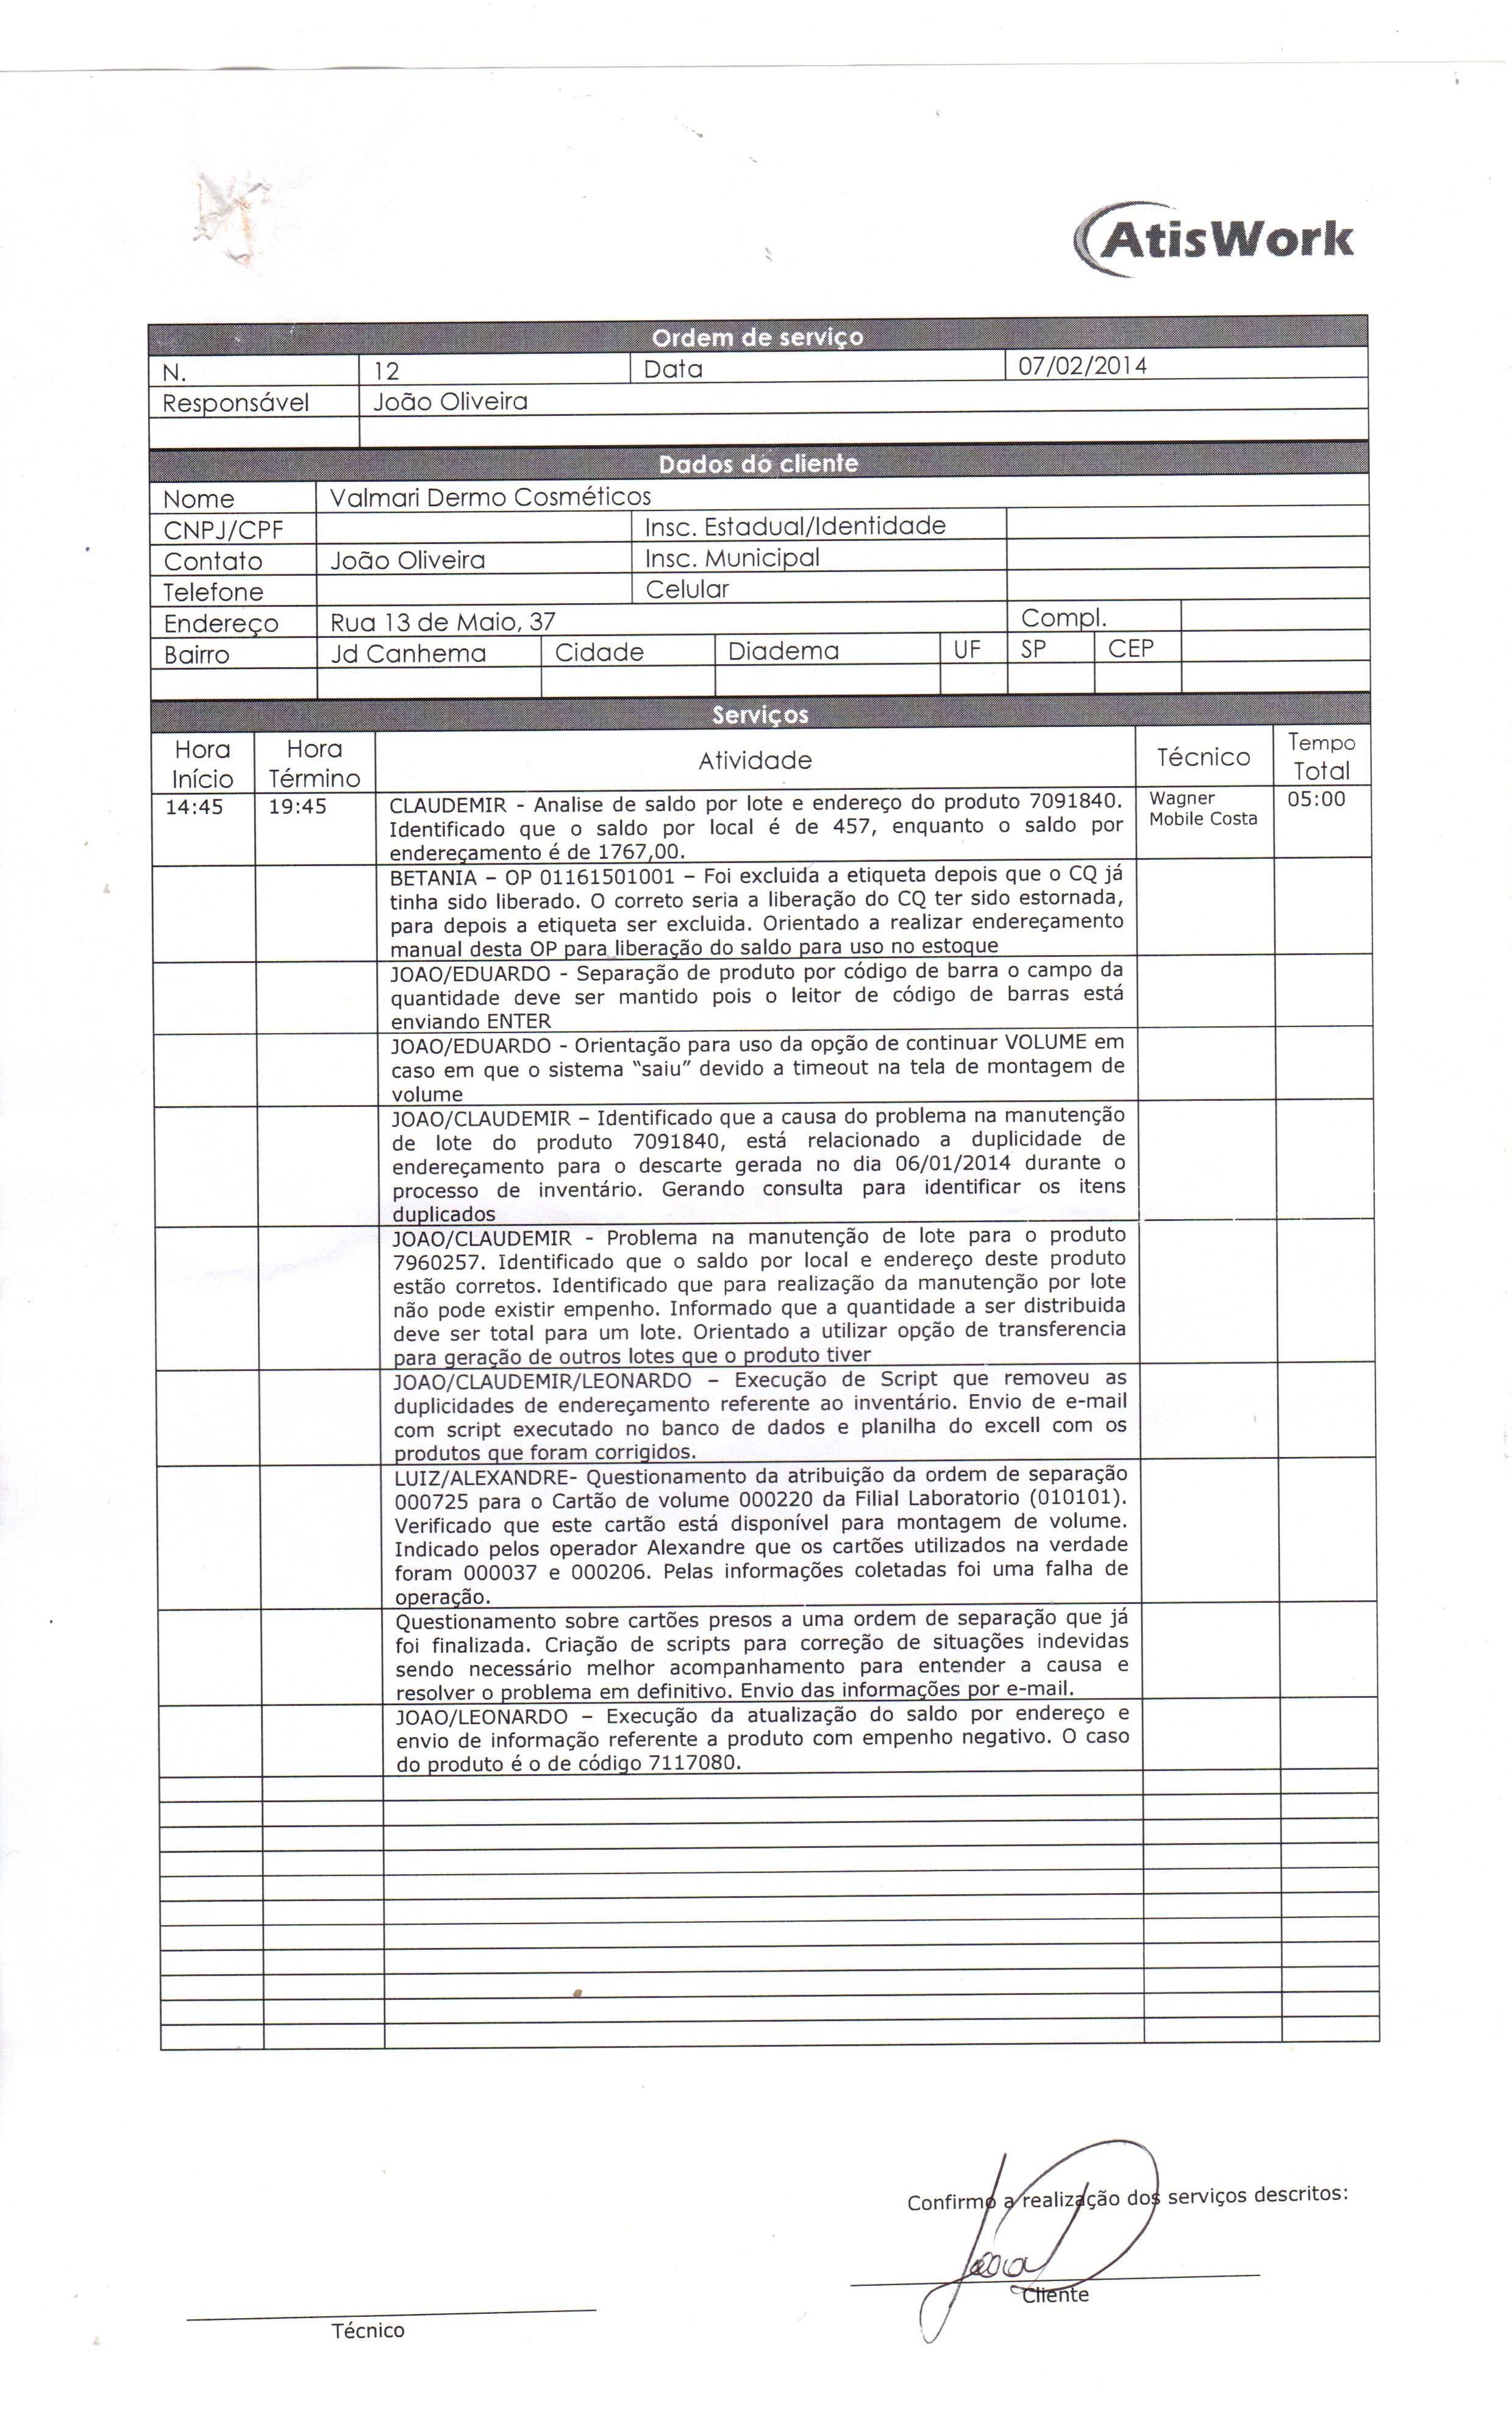 AtisWork
Ordem de serviço
N. 12 Data 07/02/2014
Responsável João Oliveira
Dados do cliente
Nome Valmari Dermo Cosméticos
CNPJ/CPF Insc. Estadual/Identidade
Contato João Oliveira Insc. Municipal
Telefone Celular
Endereço Rua 13 de Maio, 37 Compl.
Bairro Jd Canhema Cidade Diadema UF SP CEP
Serviços
Hora Início Hora Término Atividade Técnico Tempo Total
14:45 19:45 CLAUDEMIR - Analise de saldo por lote e endereço do produto 7091840. Wagner 05:00
Identificado que o saldo por local é de 457, enquanto o saldo por Mobile Costa
endereçamento é de 1767,00.
BETANIA – OP 01161501001 – Foi excluida a etiqueta depois que o CQ já
tinha sido liberado. O correto seria a liberação do CQ ter sido estornada,
para depois a etiqueta ser excluida. Orientado a realizar endereçamento
manual desta OP para liberação do saldo para uso no estoque
JOAO/EDUARDO - Separação de produto por código de barra o campo da
quantidade deve ser mantido pois o leitor de código de barras está
enviando ENTER
JOAO/EDUARDO - Orientação para uso da opção de continuar VOLUME em
caso em que o sistema “saiu” devido a timeout na tela de montagem de
volume
JOAO/CLAUDEMIR – Identificado que a causa do problema na manutenção
de lote do produto 7091840, está relacionado a duplicidade de
endereçamento para o descarte gerada no dia 06/01/2014 durante o
processo de inventário. Gerando consulta para identificar os itens
duplicados
JOAO/CLAUDEMIR - Problema na manutenção de lote para o produto
7960257. Identificado que o saldo por local e endereço deste produto
estão corretos. Identificado que para realização da manutenção por lote
não pode existir empenho. Informado que a quantidade a ser distribuida
deve ser total para um lote. Orientado a utilizar opção de transferencia
para geração de outros lotes que o produto tiver
JOAO/CLAUDEMIR/LEONARDO – Execução de Script que removeu as
duplicidades de endereçamento referente ao inventário. Envio de e-mail
com script executado no banco de dados e planilha do excell com os
produtos que foram corrigidos.
LUIZ/ALEXANDRE- Questionamento da atribuição da ordem de separação
000725 para o Cartão de volume 000220 da Filial Laboratorio (010101).
Verificado que este cartão está disponível para montagem de volume.
Indicado pelos operador Alexandre que os cartões utilizados na verdade
foram 000037 e 000206. Pelas informações coletadas foi uma falha de
operação.
Questionamento sobre cartões presos a uma ordem de separação que já
foi finalizada. Criação de scripts para correção de situações indevidas
sendo necessário melhor acompanhamento para entender a causa e
resolver o problema em definitivo. Envio das informações por e-mail.
JOAO/LEONARDO – Execução da atualização do saldo por endereço e
envio de informação referente a produto com empenho negativo. O caso
do produto é o de código 7117080.
Confirmo a realização dos serviços descritos:
Cliente
Técnico